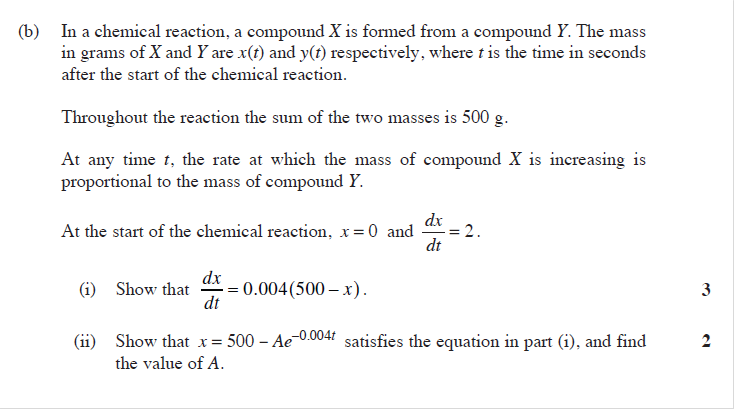 (b) In a chemical reaction, a compound X is formed from a compound Y. The mass
in grams of X and Y are x(t) and y(t) respectively, where t is the time in seconds
after the start of the chemical reaction.
Throughout the reaction the sum of the two masses is 500 g.
At any time t, the rate at which the mass of compound X is increasing is
proportional to the mass of compound Y.
At the start of the chemical reaction, x = 0 and dx/dt = 2.
(i) Show that dx/dt = 0.004(500 – x). 3
(ii) Show that x = 500 – Ae^{–0.004t} satisfies the equation in part (i), and find 2
the value of A.